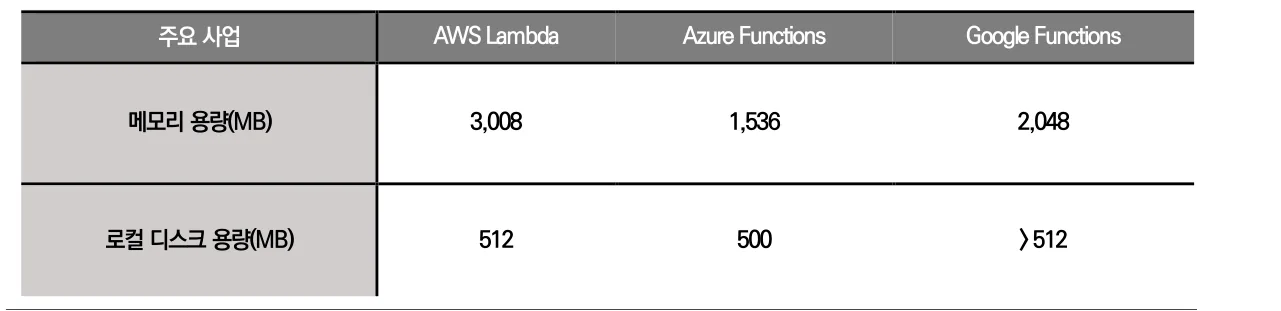 주요 사업 AWS Lambda Azure Functions Google Functions
메모리 용량(MB) 3,008 1,536 2,048
로컬 디스크 용량(MB) 512 500 > 512